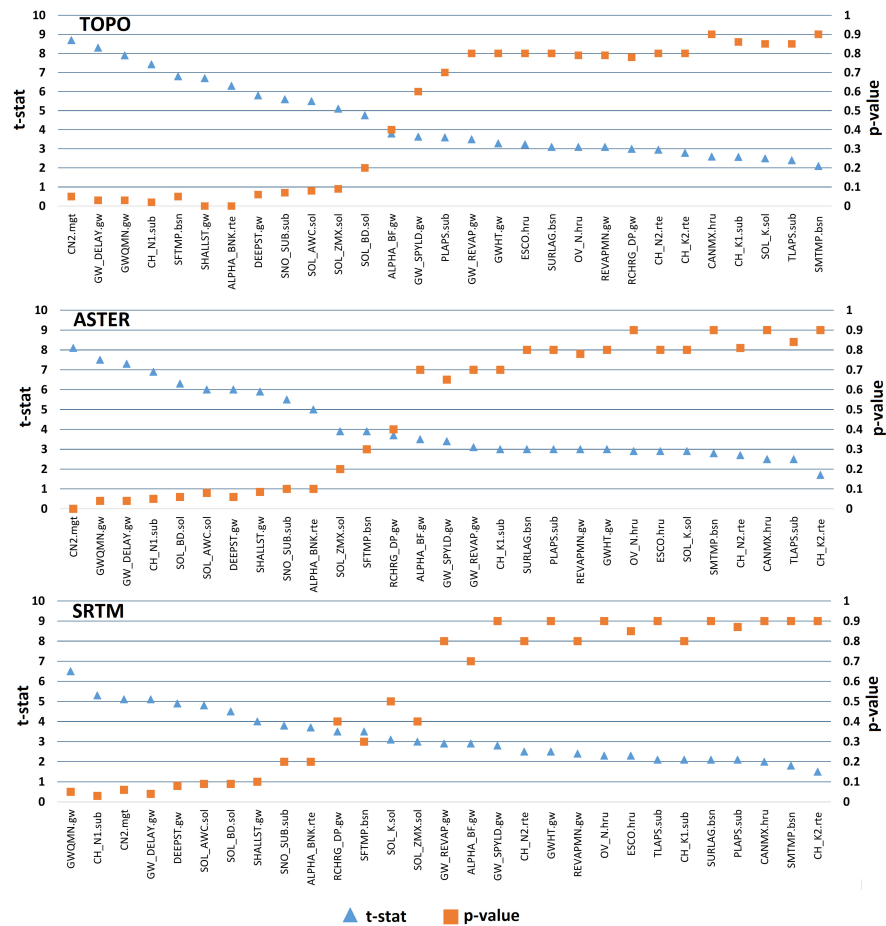 TOPO
t-stat
p-value
10 9 8 7 6 5 4 3 2 1 0
1 0.9 0.8 0.7 0.6 0.5 0.4 0.3 0.2 0.1 0
CN2.mgt
GW_DELAY.gw
GWQMN.gw
CH_N1.sub
SFTMP.bsn
SHALLST.gw
ALPHA_BNK.rte
DEEPST.gw
SNO_SUB.sub
SOL_AWC.sol
SOL_ZMX.sol
SOL_BD.sol
ALPHA_BF.gw
GW_SPYLD.gw
PLAPS.sub
GW_REVAP.gw
GWHT.gw
ESCO.hru
SURLAG.bsn
OV_N.hru
REVAPMN.gw
RCHRG_DP.gw
CH_N2.rte
CH_K2.rte
CANMX.hru
CH_K1.sub
SOL_K.sol
TLAPS.sub
SMTMP.bsn
ASTER
t-stat
p-value
10 9 8 7 6 5 4 3 2 1 0
1 0.9 0.8 0.7 0.6 0.5 0.4 0.3 0.2 0.1 0
CN2.mgt
GWQMN.gw
GW_DELAY.gw
CH_N1.sub
SOL_BD.sol
SOL_AWC.sol
DEEPST.gw
SHALLST.gw
SNO_SUB.sub
ALPHA_BNK.rte
SOL_ZMX.sol
SFTMP.bsn
RCHRG_DP.gw
ALPHA_BF.gw
GW_SPYLD.gw
GW_REVAP.gw
CH_K1.sub
SURLAG.bsn
PLAPS.sub
REVAPMN.gw
GWHT.gw
OV_N.hru
ESCO.hru
SOL_K.sol
SMTMP.bsn
CH_N2.rte
CANMX.hru
TLAPS.sub
CH_K2.rte
SRTM
t-stat
p-value
10 9 8 7 6 5 4 3 2 1 0
1 0.9 0.8 0.7 0.6 0.5 0.4 0.3 0.2 0.1 0
GWQMN.gw
CH_N1.sub
CN2.mgt
GW_DELAY.gw
DEEPST.gw
SOL_AWC.sol
SOL_BD.sol
SHALLST.gw
SNO_SUB.sub
ALPHA_BNK.rte
RCHRG_DP.gw
SFTMP.bsn
SOL_K.sol
SOL_ZMX.sol
GW_REVAP.gw
ALPHA_BF.gw
GW_SPYLD.gw
CH_N2.rte
GWHT.gw
REVAPMN.gw
OV_N.hru
ESCO.hru
TLAPS.sub
CH_K1.sub
SURLAG.bsn
PLAPS.sub
CANMX.hru
SMTMP.bsn
CH_K2.rte
t-stat p-value